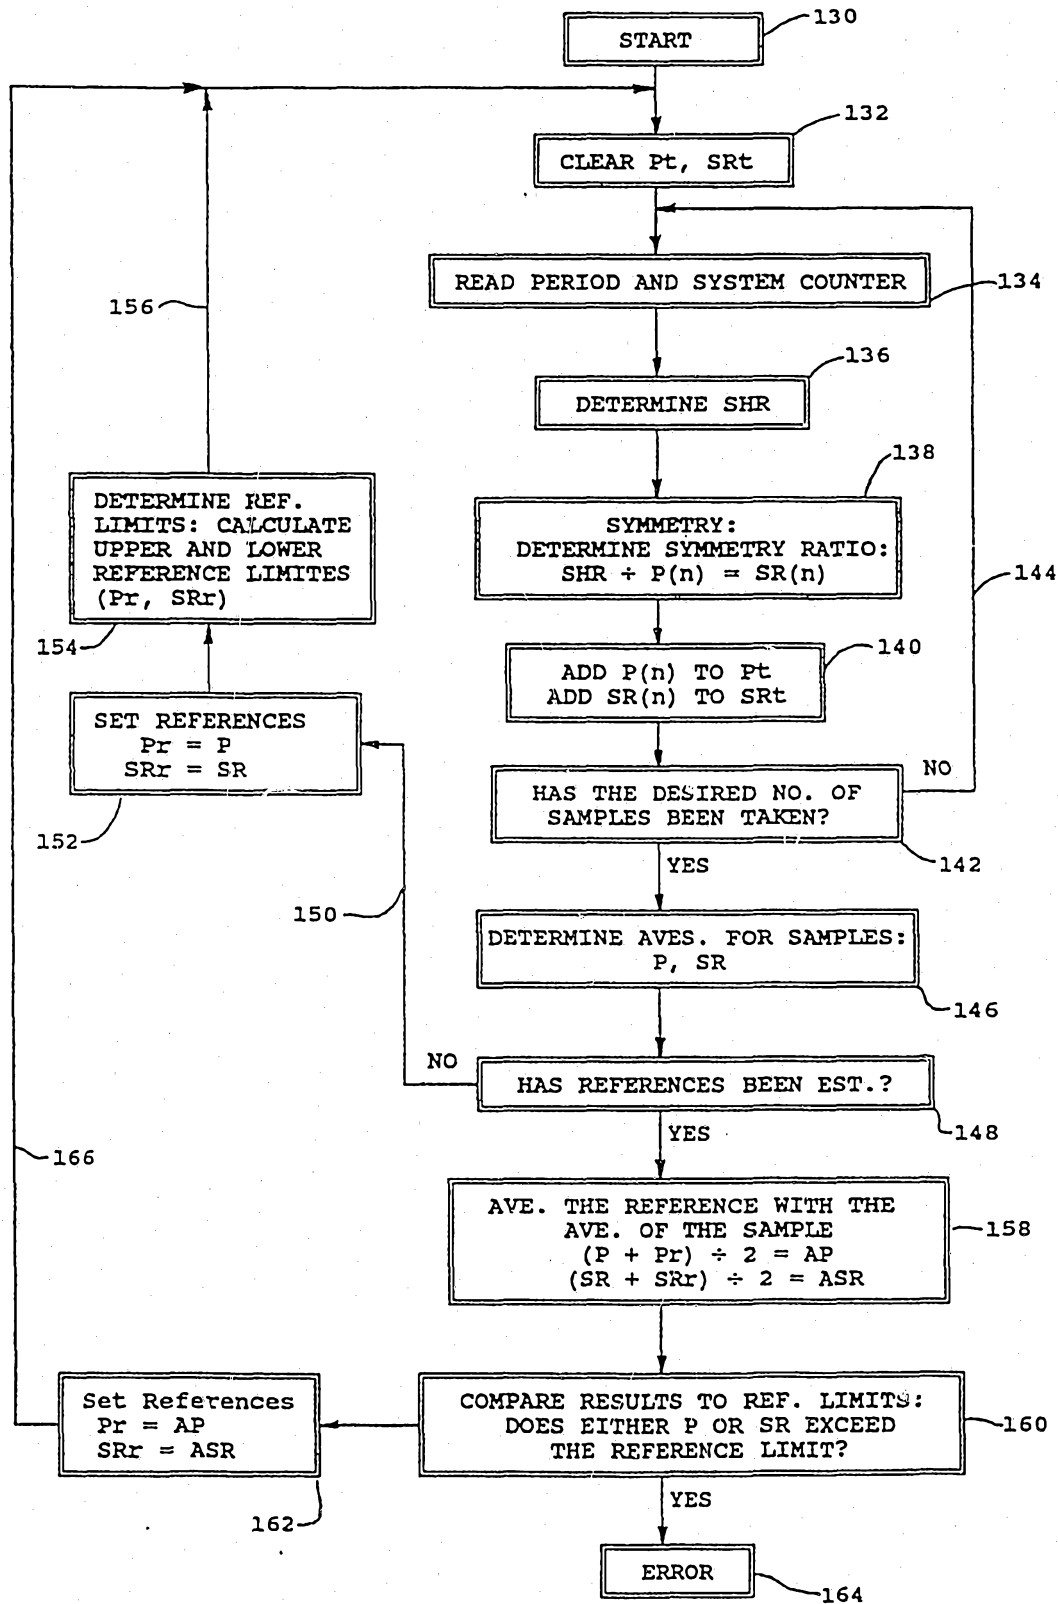 START
130
CLEAR Pt, SRt
132
READ PERIOD AND SYSTEM COUNTER
134
DETERMINE SHR
136
SYMMETRY:
DETERMINE SYMMETRY RATIO:
SHR ÷ P(n) = SR(n)
138
ADD P(n) TO Pt
ADD SR(n) TO SRt
140
HAS THE DESIRED NO. OF
SAMPLES BEEN TAKEN?
142
NO
144
YES
DETERMINE AVES. FOR SAMPLES:
P, SR
146
HAS REFERENCES BEEN EST.?
148
NO
150
SET REFERENCES
Pr = P
SRr = SR
152
DETERMINE REF.
LIMITS: CALCULATE
UPPER AND LOWER
REFERENCE LIMITES
(Pr, SRr)
154
156
YES
AVE. THE REFERENCE WITH THE
AVE. OF THE SAMPLE
(P + Pr) ÷ 2 = AP
(SR + SRr) ÷ 2 = ASR
158
COMPARE RESULTS TO REF. LIMITS:
DOES EITHER P OR SR EXCEED
THE REFERENCE LIMIT?
160
Set References
Pr = AP
SRr = ASR
162
166
YES
ERROR
164